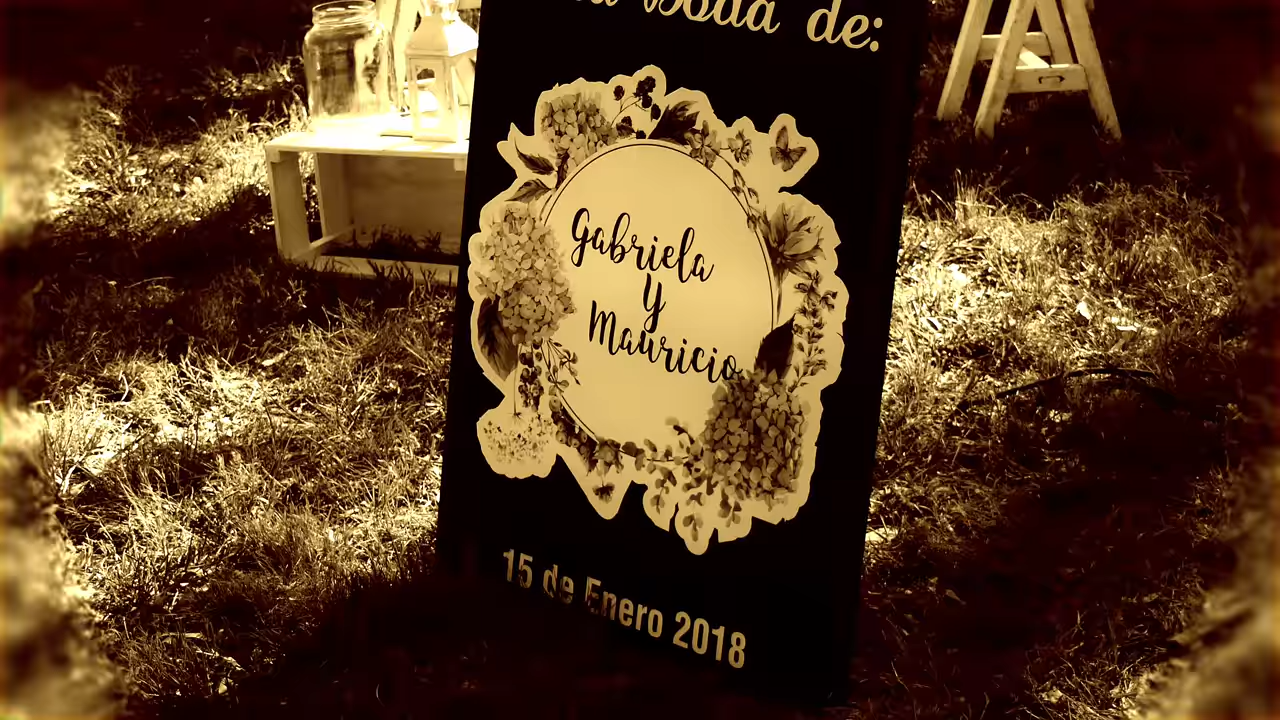 Boda de:
Gabriela
y
Mauricio
15 de Enero 2018